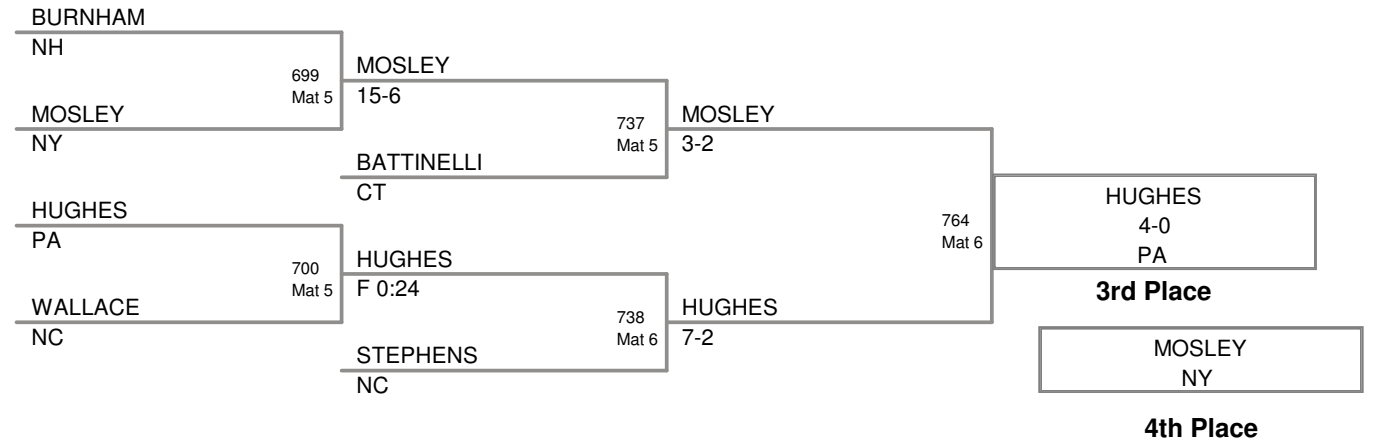 BURNHAM
NH
699
Mat 5
MOSLEY
15-6
MOSLEY
NY
737
Mat 5
MOSLEY
3-2
BATTINELLI
CT
HUGHES
PA
700
Mat 5
HUGHES
F 0:24
WALLACE
NC
738
Mat 6
HUGHES
7-2
STEPHENS
NC
764
Mat 6
HUGHES
4-0
PA
3rd Place
MOSLEY
NY
4th Place